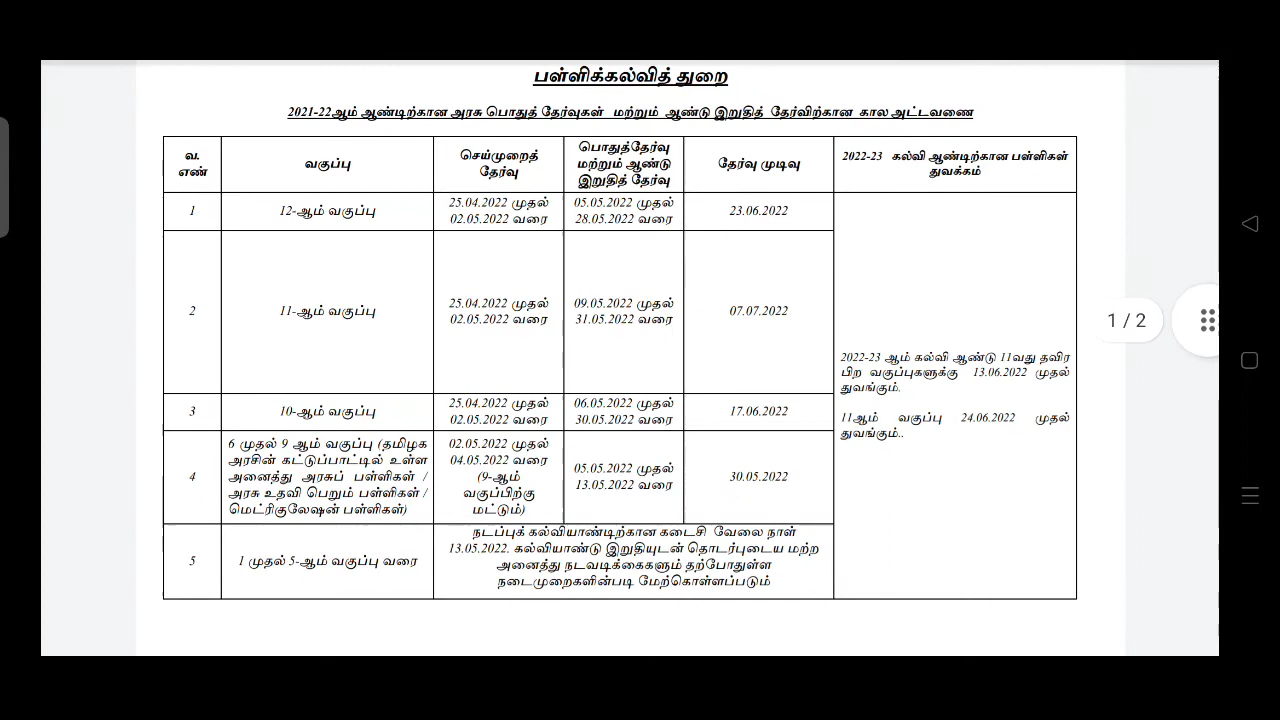 பள்ளிக்கல்வித் துறை
2021-22ஆம் ஆண்டிற்கான அரசு பொதுத் தேர்வுகள் மற்றும் ஆண்டு இறுதித் தேர்விற்கான கால அட்டவணை
வ.
எண்
வகுப்பு
செய்முறைத்
தேர்வு
பொதுத்தேர்வு
மற்றும் ஆண்டு
இறுதித் தேர்வு
தேர்வு முடிவு
2022-23 கல்வி ஆண்டிற்கான பள்ளிகள்
துவக்கம்
1
12-ஆம் வகுப்பு
25.04.2022 முதல்
02.05.2022 வரை
05.05.2022 முதல்
28.05.2022 வரை
23.06.2022
2
11-ஆம் வகுப்பு
25.04.2022 முதல்
02.05.2022 வரை
09.05.2022 முதல்
31.05.2022 வரை
07.07.2022
2022-23 ஆம் கல்வி ஆண்டு 11வது தவிர
பிற வகுப்புகளுக்கு 13.06.2022 முதல்
துவங்கும்.
11ஆம் வகுப்பு 24.06.2022 முதல்
துவங்கும்..
3
10-ஆம் வகுப்பு
25.04.2022 முதல்
02.05.2022 வரை
06.05.2022 முதல்
30.05.2022 வரை
17.06.2022
4
6 முதல் 9 ஆம் வகுப்பு (தமிழக
அரசின் கட்டுப்பாட்டில் உள்ள
அனைத்து அரசுப் பள்ளிகள் /
அரசு உதவி பெறும் பள்ளிகள் /
மெட்ரிகுலேஷன் பள்ளிகள்)
02.05.2022 முதல்
04.05.2022 வரை
(9-ஆம்
வகுப்பிற்கு
மட்டும்)
05.05.2022 முதல்
13.05.2022 வரை
30.05.2022
5
1 முதல் 5-ஆம் வகுப்பு வரை
நடப்புக் கல்வியாண்டிற்கான கடைசி வேலை நாள்
13.05.2022. கல்வியாண்டு இறுதியுடன் தொடர்புடைய மற்ற
அனைத்து நடவடிக்கைகளும் தற்போதுள்ள
நடைமுறைகளின்படி மேற்கொள்ளப்படும்
1 / 2